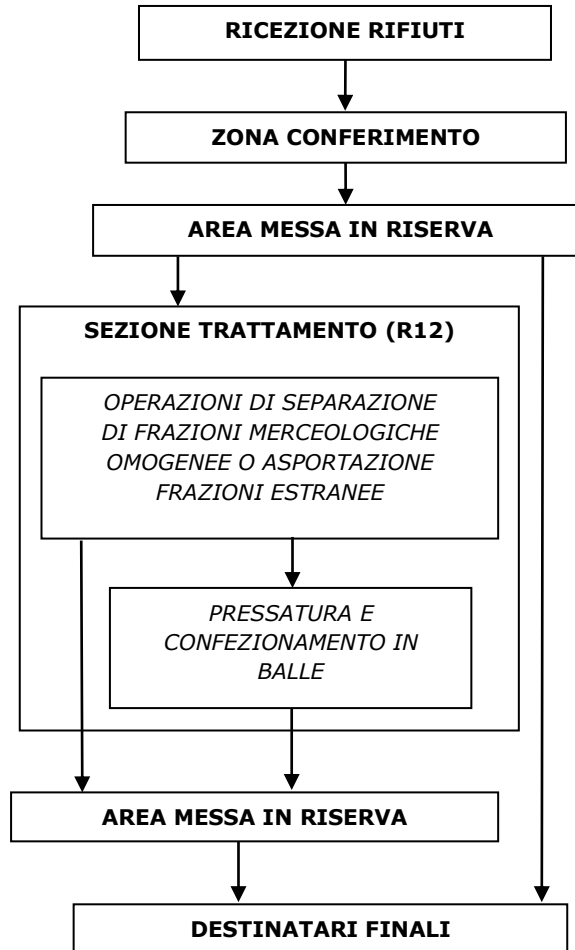 RICEZIONE RIFIUTI
ZONA CONFERIMENTO
AREA MESSA IN RISERVA
SEZIONE TRATTAMENTO (R12)
OPERAZIONI DI SEPARAZIONE
DI FRAZIONI MERCEOLOGICHE
OMOGENEE O ASPORTAZIONE
FRAZIONI ESTRANEE
PRESSATURA E
CONFEZIONAMENTO IN
BALLE
AREA MESSA IN RISERVA
DESTINATARI FINALI